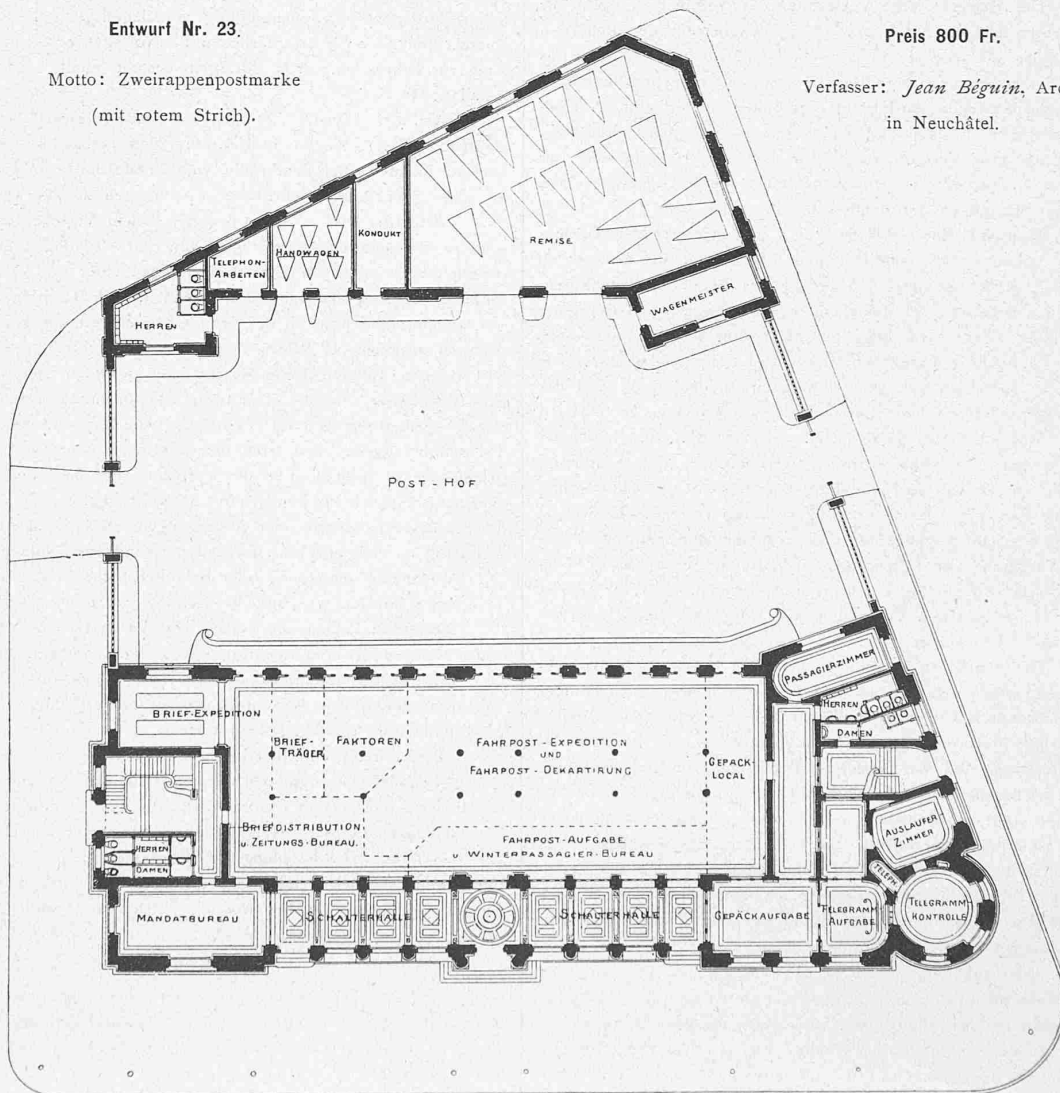 Entwurf Nr. 23.
Preis 800 Fr.
Motto: Zweirappenpostmarke
(mit rotem Strich).
Verfasser: Jean Béguin, Arc
in Neuchâtel.
KONDUKT
REMISE
HANDWAGEN
TELEPHON-
ARBEITEN
WAGENMEISTER
HERREN
POST-HOF
PASSAGIERZIMMER
BRIEF-EXPEDITION
HERREN
DAMEN
BRIEF-
TRÄGER
FAKTOREN
FAHRPOST-EXPEDITION
UND
FAHRPOST-DEKARTIRUNG
GEPÄCK-
LOCAL
BRIEFDISTRIBUTION
U. ZEITUNGS-BUREAU.
FAHRPOST-AUFGABE
U WINTERPASSAGIER-BUREAU
AUSLAUFER
ZIMMER
HERREN
DAMEN
TELEPH.
MANDATBUREAU
SCHALTERHALLE
SCHALTERHALLE
GEPÄCKAUFGABE
TELEGRAMM
AUFGABE
TELEGRAMM
KONTROLLE